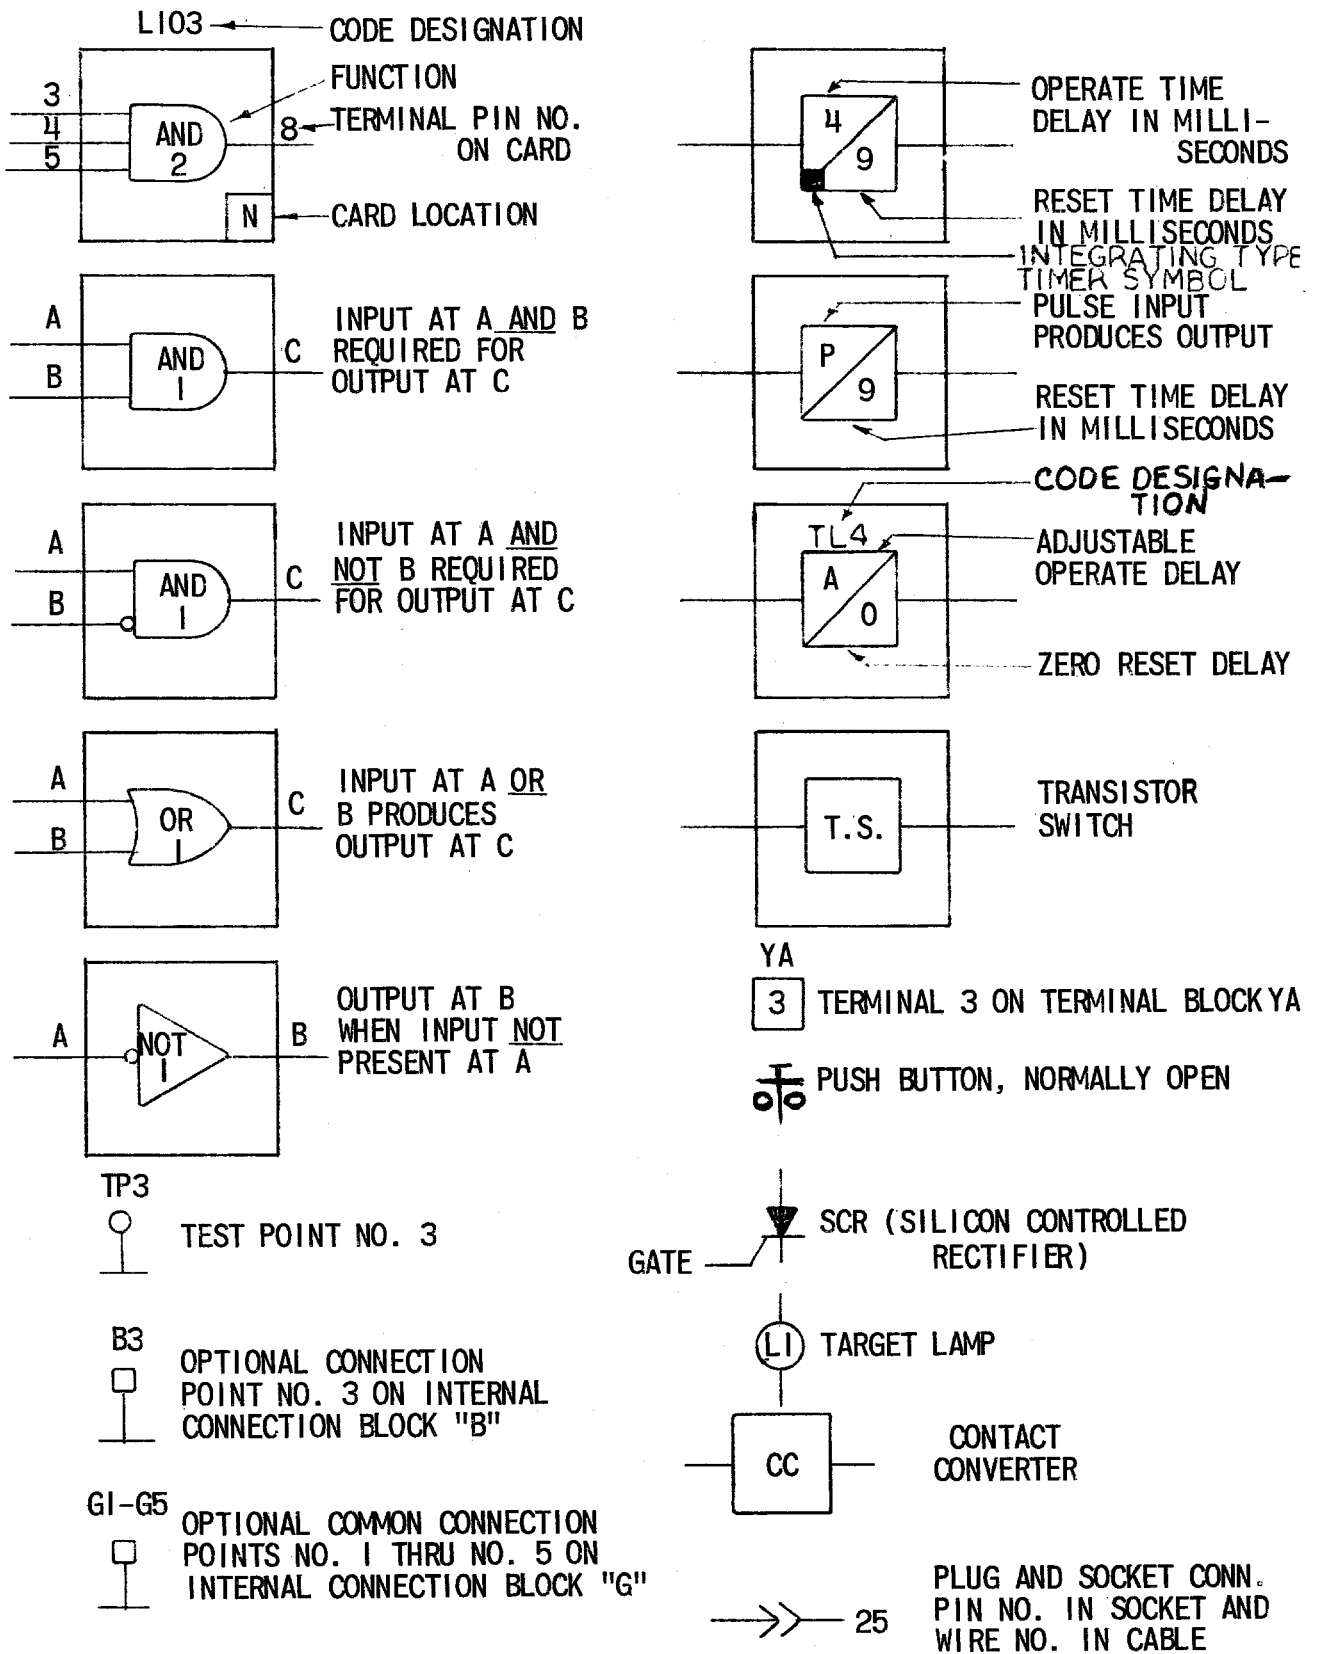 L103
CODE DESIGNATION
FUNCTION
3
4
5
AND
2
8
TERMINAL PIN NO.
ON CARD
N
CARD LOCATION
A
B
AND
1
C
INPUT AT A AND B
REQUIRED FOR
OUTPUT AT C
A
B
AND
1
C
INPUT AT A AND
NOT B REQUIRED
FOR OUTPUT AT C
A
B
OR
1
C
INPUT AT A OR
B PRODUCES
OUTPUT AT C
A
NOT
1
B
OUTPUT AT B
WHEN INPUT NOT
PRESENT AT A
TP3
TEST POINT NO. 3
B3
OPTIONAL CONNECTION
POINT NO. 3 ON INTERNAL
CONNECTION BLOCK "B"
G1-G5
OPTIONAL COMMON CONNECTION
POINTS NO. 1 THRU NO. 5 ON
INTERNAL CONNECTION BLOCK "G"
4
9
OPERATE TIME
DELAY IN MILLI-
SECONDS
RESET TIME DELAY
IN MILLISECONDS
INTEGRATING TYPE
TIMER SYMBOL
P
9
PULSE INPUT
PRODUCES OUTPUT
RESET TIME DELAY
IN MILLISECONDS
CODE DESIGNA-
TION
TL4
A
0
ADJUSTABLE
OPERATE DELAY
ZERO RESET DELAY
T.S.
TRANSISTOR
SWITCH
YA
3
TERMINAL 3 ON TERMINAL BLOCK YA
PUSH BUTTON, NORMALLY OPEN
GATE
SCR (SILICON CONTROLLED
RECTIFIER)
L1
TARGET LAMP
CC
CONTACT
CONVERTER
25
PLUG AND SOCKET CONN.
PIN NO. IN SOCKET AND
WIRE NO. IN CABLE